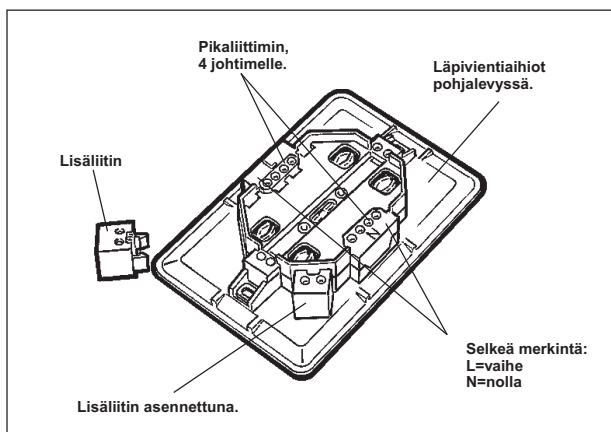 Pikaliittimin,
4 johtimelle.
Läpivientiaihiot
pohjalevyssä.
Lisäliitin
Selkeä merkintä:
L=vaihe
N=nolla
Lisäliitin asennettuna.